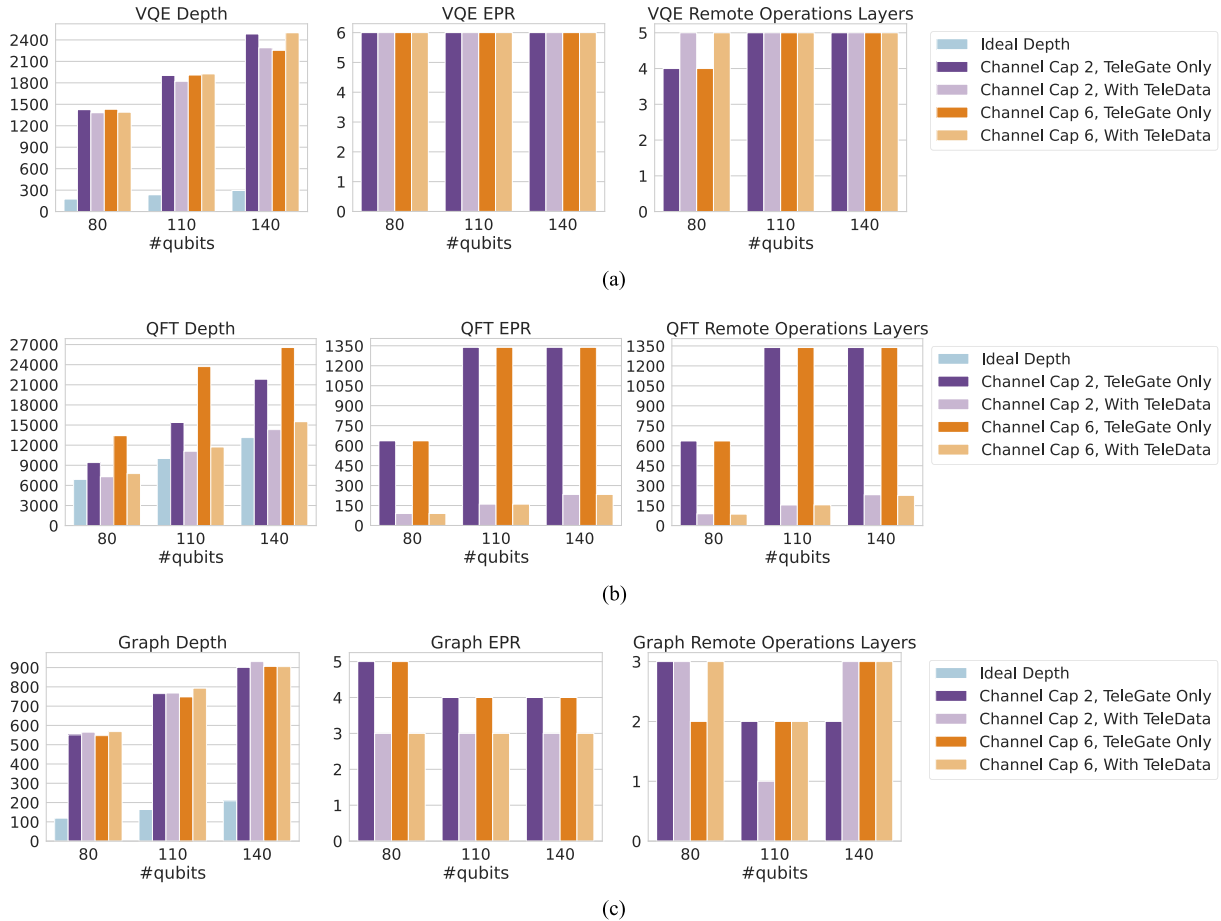 VQE Depth
2400
2100
1800
1500
1200
900
600
300
0
80 110 140
#qubits
VQE EPR
6
5
4
3
2
1
0
80 110 140
#qubits
VQE Remote Operations Layers
5
4
3
2
1
0
80 110 140
#qubits
Ideal Depth
Channel Cap 2, TeleGate Only
Channel Cap 2, With TeleData
Channel Cap 6, TeleGate Only
Channel Cap 6, With TeleData
(a)
QFT Depth
27000
24000
21000
18000
15000
12000
9000
6000
3000
0
80 110 140
#qubits
QFT EPR
1350
1200
1050
900
750
600
450
300
150
0
80 110 140
#qubits
QFT Remote Operations Layers
1350
1200
1050
900
750
600
450
300
150
0
80 110 140
#qubits
Ideal Depth
Channel Cap 2, TeleGate Only
Channel Cap 2, With TeleData
Channel Cap 6, TeleGate Only
Channel Cap 6, With TeleData
(b)
Graph Depth
900
800
700
600
500
400
300
200
100
0
80 110 140
#qubits
Graph EPR
5
4
3
2
1
0
80 110 140
#qubits
Graph Remote Operations Layers
3
2
1
0
80 110 140
#qubits
Ideal Depth
Channel Cap 2, TeleGate Only
Channel Cap 2, With TeleData
Channel Cap 6, TeleGate Only
Channel Cap 6, With TeleData
(c)